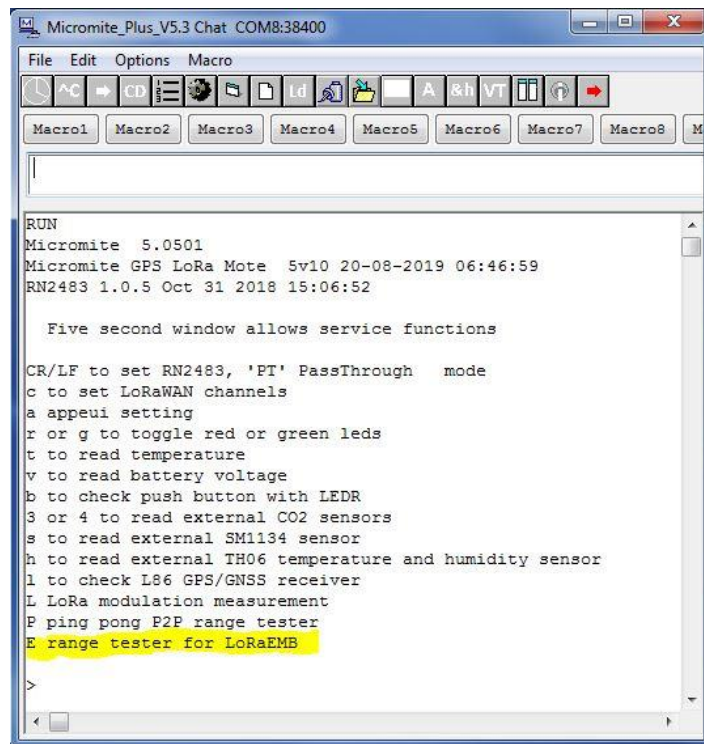 Micromite_Plus_V5.3 Chat COM8:38400
File Edit Options Macro
^C CD Ld A &h VT
Macro1 Macro2 Macro3 Macro4 Macro5 Macro6 Macro7 Macro8 M
RUN
Micromite 5.0501
Micromite GPS LoRa Mote 5v10 20-08-2019 06:46:59
RN2483 1.0.5 Oct 31 2018 15:06:52
Five second window allows service functions
CR/LF to set RN2483, 'PT' PassThrough mode
c to set LoRaWAN channels
a appeui setting
r or g to toggle red or green leds
t to read temperature
v to read battery voltage
b to check push button with LEDR
3 or 4 to read external CO2 sensors
s to read external SM1134 sensor
h to read external TH06 temperature and humidity sensor
l to check L86 GPS/GNSS receiver
L LoRa modulation measurement
P ping pong P2P range tester
E range tester for LoRaEMB
>